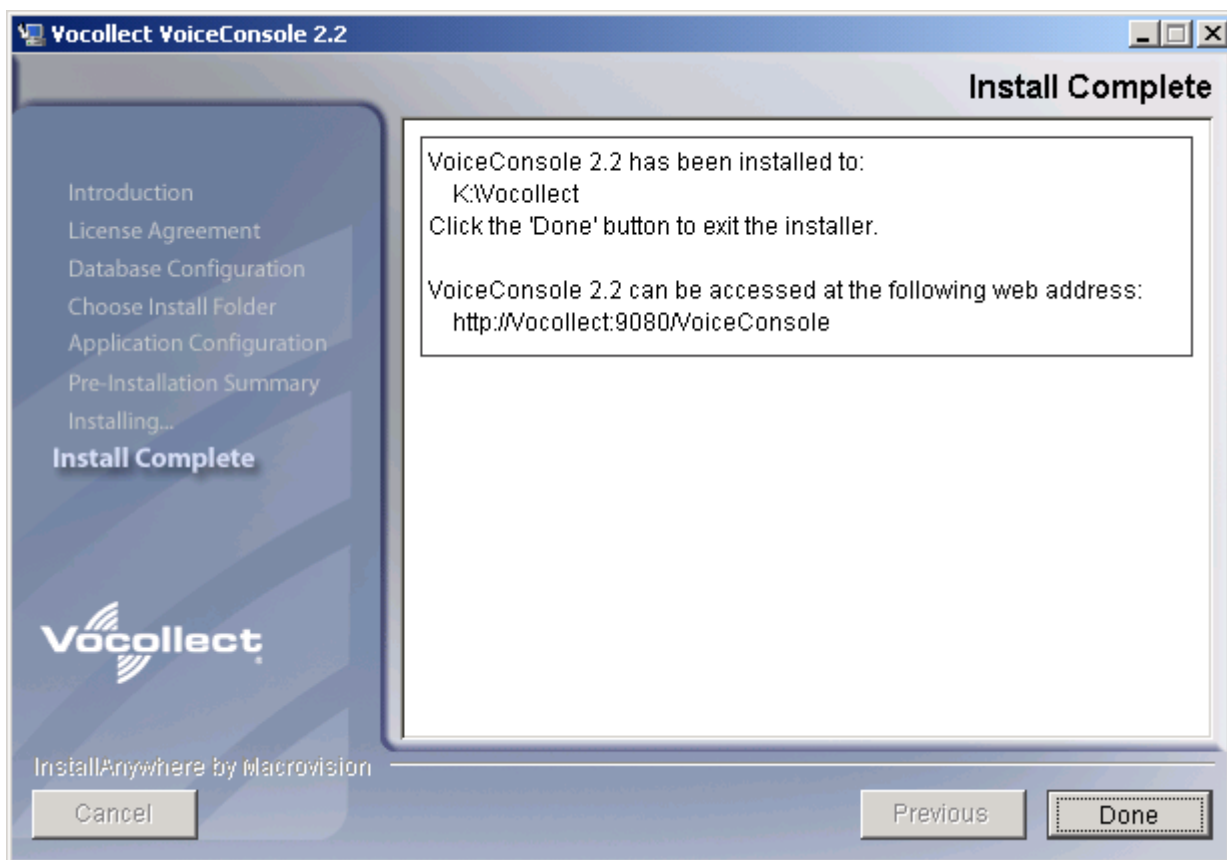 Vocollect VoiceConsole 2.2
Install Complete
Introduction
License Agreement
Database Configuration
Choose Install Folder
Application Configuration
Pre-Installation Summary
Installing...
Install Complete
VoiceConsole 2.2 has been installed to:
K:\Vocollect
Click the 'Done' button to exit the installer.
VoiceConsole 2.2 can be accessed at the following web address:
http://Vocollect:9080/VoiceConsole
Vocollect®
InstallAnywhere by Macrovision
Cancel
Previous
Done